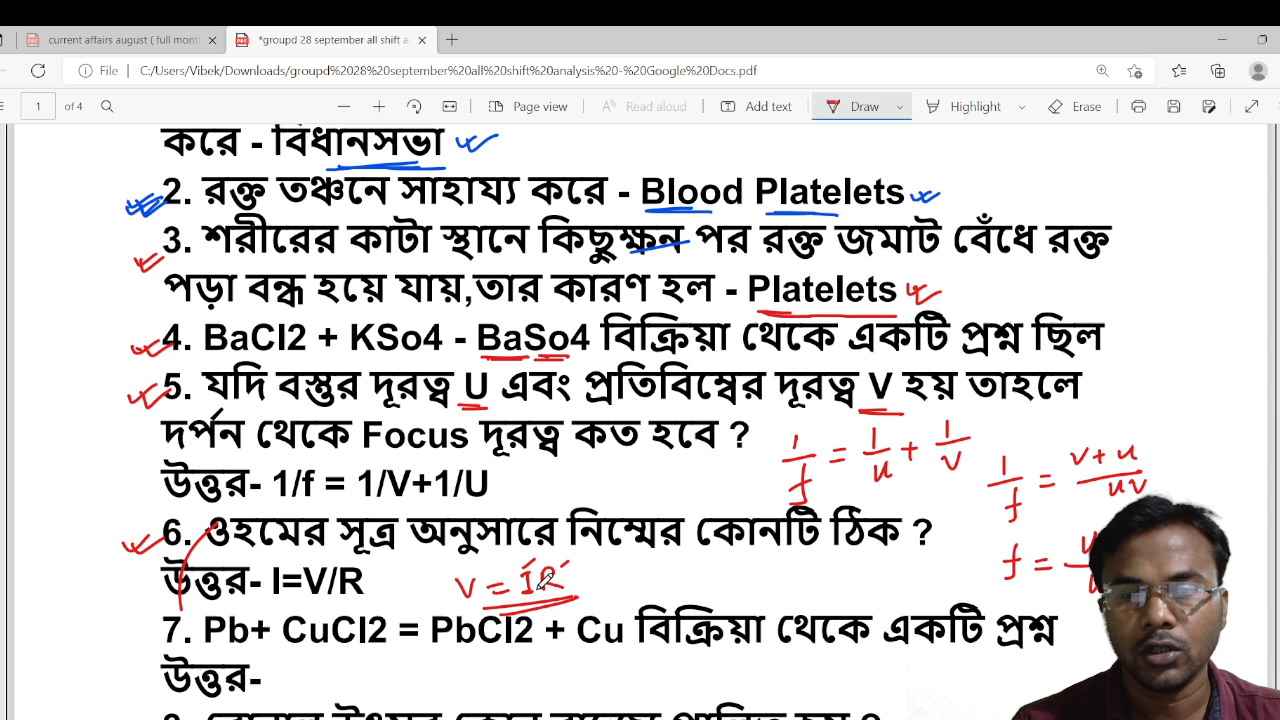 current affairs august ( full mont
*groupd 28 september all shift a
File C:/Users/Vibek/Downloads/groupd%2028%20september%20all%20shift%20analysis%20-%20Google%20Docs.pdf
1 of 4 Page view Read aloud Add text Draw Highlight Erase
করে - বিধানসভা
2. রক্ত তঞ্চনে সাহায্য করে - Blood Platelets
3. শরীরের কাটা স্থানে কিছুক্ষন পর রক্ত জমাট বেঁধে রক্ত
পড়া বন্ধ হয়ে যায়,তার কারণ হল - Platelets
4. BaCl2 + KSo4 - BaSo4 বিক্রিয়া থেকে একটি প্রশ্ন ছিল
5. যদি বস্তুর দূরত্ব U এবং প্রতিবিম্বের দূরত্ব V হয় তাহলে
দর্পন থেকে Focus দূরত্ব কত হবে ?
1/f = 1/u + 1/v
1/f = v+u/uv
উত্তর- 1/f = 1/V+1/U
6. ওহমের সূত্র অনুসারে নিম্মের কোনটি ঠিক ?
f =
উত্তর- I=V/R
V = IR
7. Pb+ CuCl2 = PbCl2 + Cu বিক্রিয়া থেকে একটি প্রশ্ন
উত্তর-